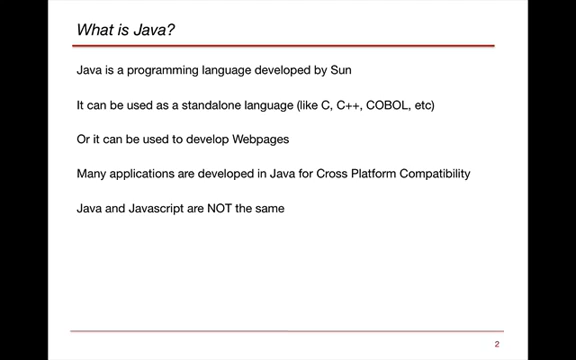 What is Java?
Java is a programming language developed by Sun
It can be used as a standalone language (like C, C++, COBOL, etc)
Or it can be used to develop Webpages
Many applications are developed in Java for Cross Platform Compatibility
Java and Javascript are NOT the same
2